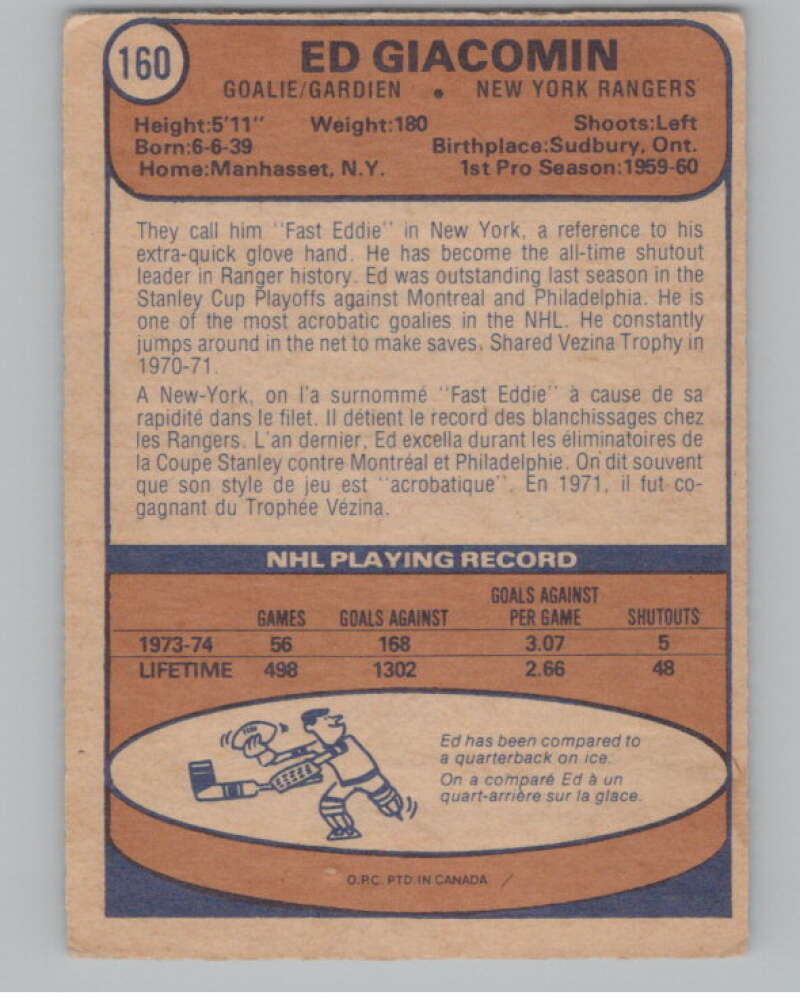 160
ED GIACOMIN
GOALIE/GARDIEN • NEW YORK RANGERS
Height:5'11" Weight:180 Shoots:Left
Born:6-6-39 Birthplace:Sudbury, Ont.
Home:Manhasset, N.Y. 1st Pro Season:1959-60
They call him "Fast Eddie" in New York, a reference to his
extra-quick glove hand. He has become the all-time shutout
leader in Ranger history. Ed was outstanding last season in the
Stanley Cup Playoffs against Montreal and Philadelphia. He is
one of the most acrobatic goalies in the NHL. He constantly
jumps around in the net to make saves. Shared Vezina Trophy in
1970-71.
A New-York, on l'a surnommé "Fast Eddie" à cause de sa
rapidité dans le filet. Il détient le record des blanchissages chez
les Rangers. L'an dernier, Ed excella durant les éliminatoires de
la Coupe Stanley contre Montréal et Philadelphie. On dit souvent
que son style de jeu est "acrobatique". En 1971, il fut co-
gagnant du Trophée Vézina.
NHL PLAYING RECORD
GAMES GOALS AGAINST GOALS AGAINST PER GAME SHUTOUTS
1973-74 56 168 3.07 5
LIFETIME 498 1302 2.66 48
Ed has been compared to
a quarterback on ice.
On a comparé Ed à un
quart-arrière sur la glace.
O.P.C. PTD. IN CANADA